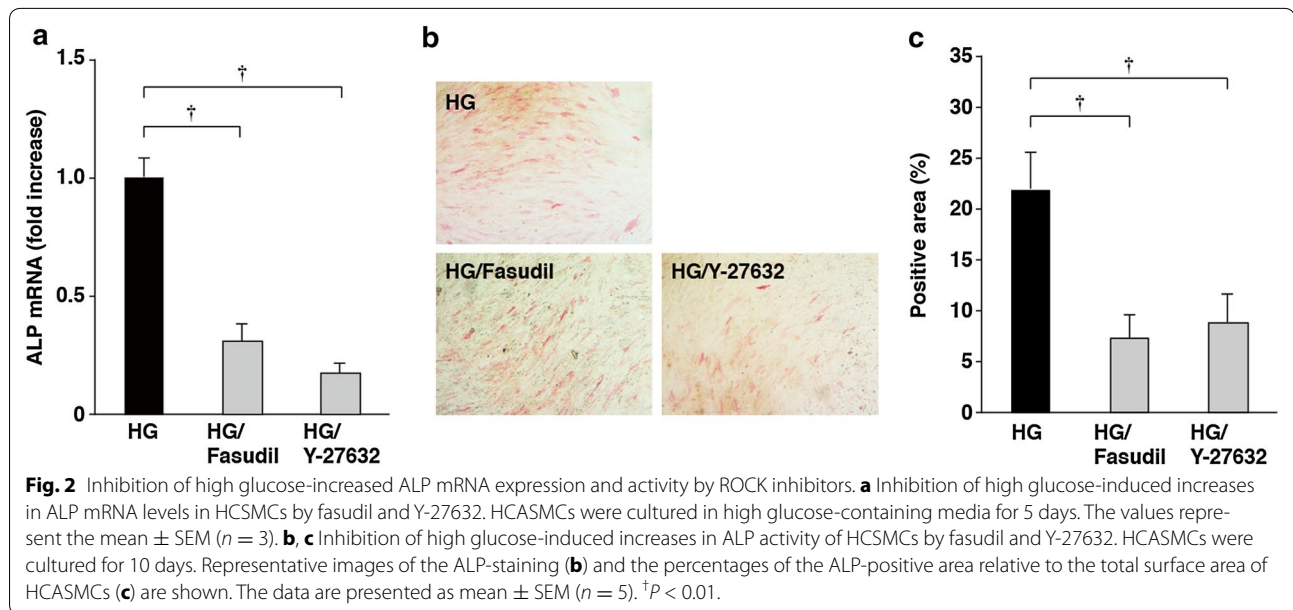 a
1.5
†
†
1.0
0.5
0
ALP mRNA (fold increase)
HG
HG/
Fasudil
HG/
Y-27632
b
HG
HG/Fasudil
HG/Y-27632
c
35
†
30
†
25
20
15
10
5
0
Positive area (%)
HG
HG/
Fasudil
HG/
Y-27632
Fig. 2 Inhibition of high glucose-increased ALP mRNA expression and activity by ROCK inhibitors. a Inhibition of high glucose-induced increases
in ALP mRNA levels in HCSMCs by fasudil and Y-27632. HCASMCs were cultured in high glucose-containing media for 5 days. The values repre-
sent the mean ± SEM (n = 3). b, c Inhibition of high glucose-induced increases in ALP activity of HCSMCs by fasudil and Y-27632. HCASMCs were
cultured for 10 days. Representative images of the ALP-staining (b) and the percentages of the ALP-positive area relative to the total surface area of
HCASMCs (c) are shown. The data are presented as mean ± SEM (n = 5). †P < 0.01.